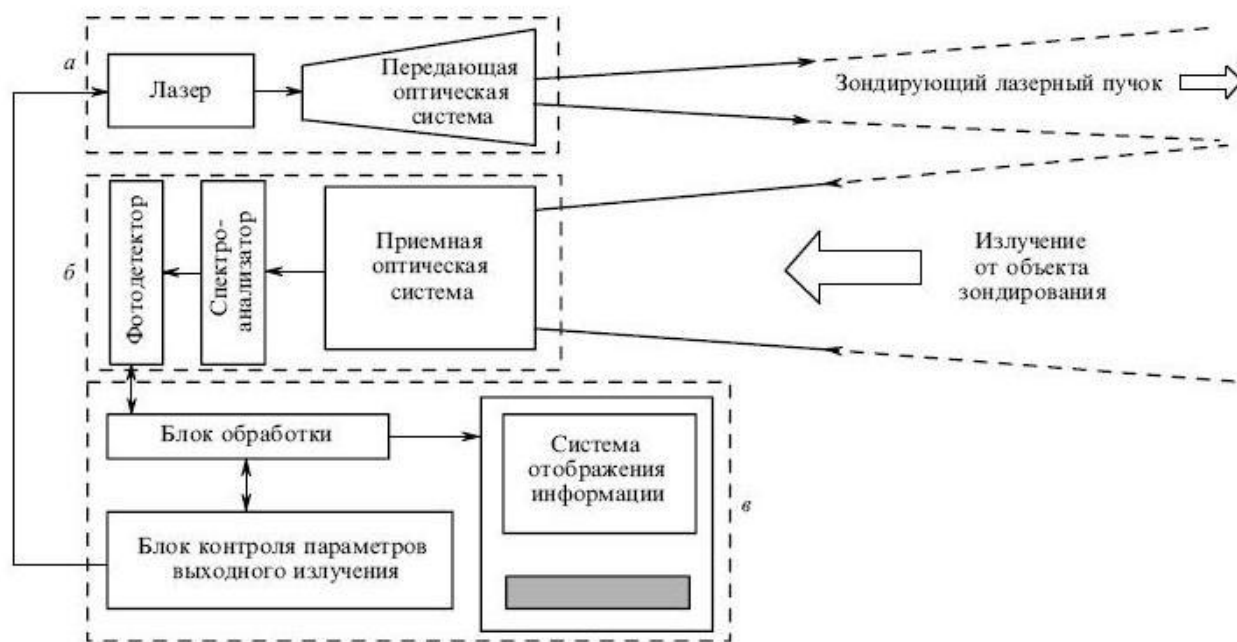 а
Лазер
Передающая
оптическая
система
Зондирующий лазерный пучок
б
Фотодетектор
Спектро-
анализатор
Приемная
оптическая
система
Излучение
от объекта
зондирования
Блок обработки
Система
отображения
информации
в
Блок контроля параметров
выходного излучения